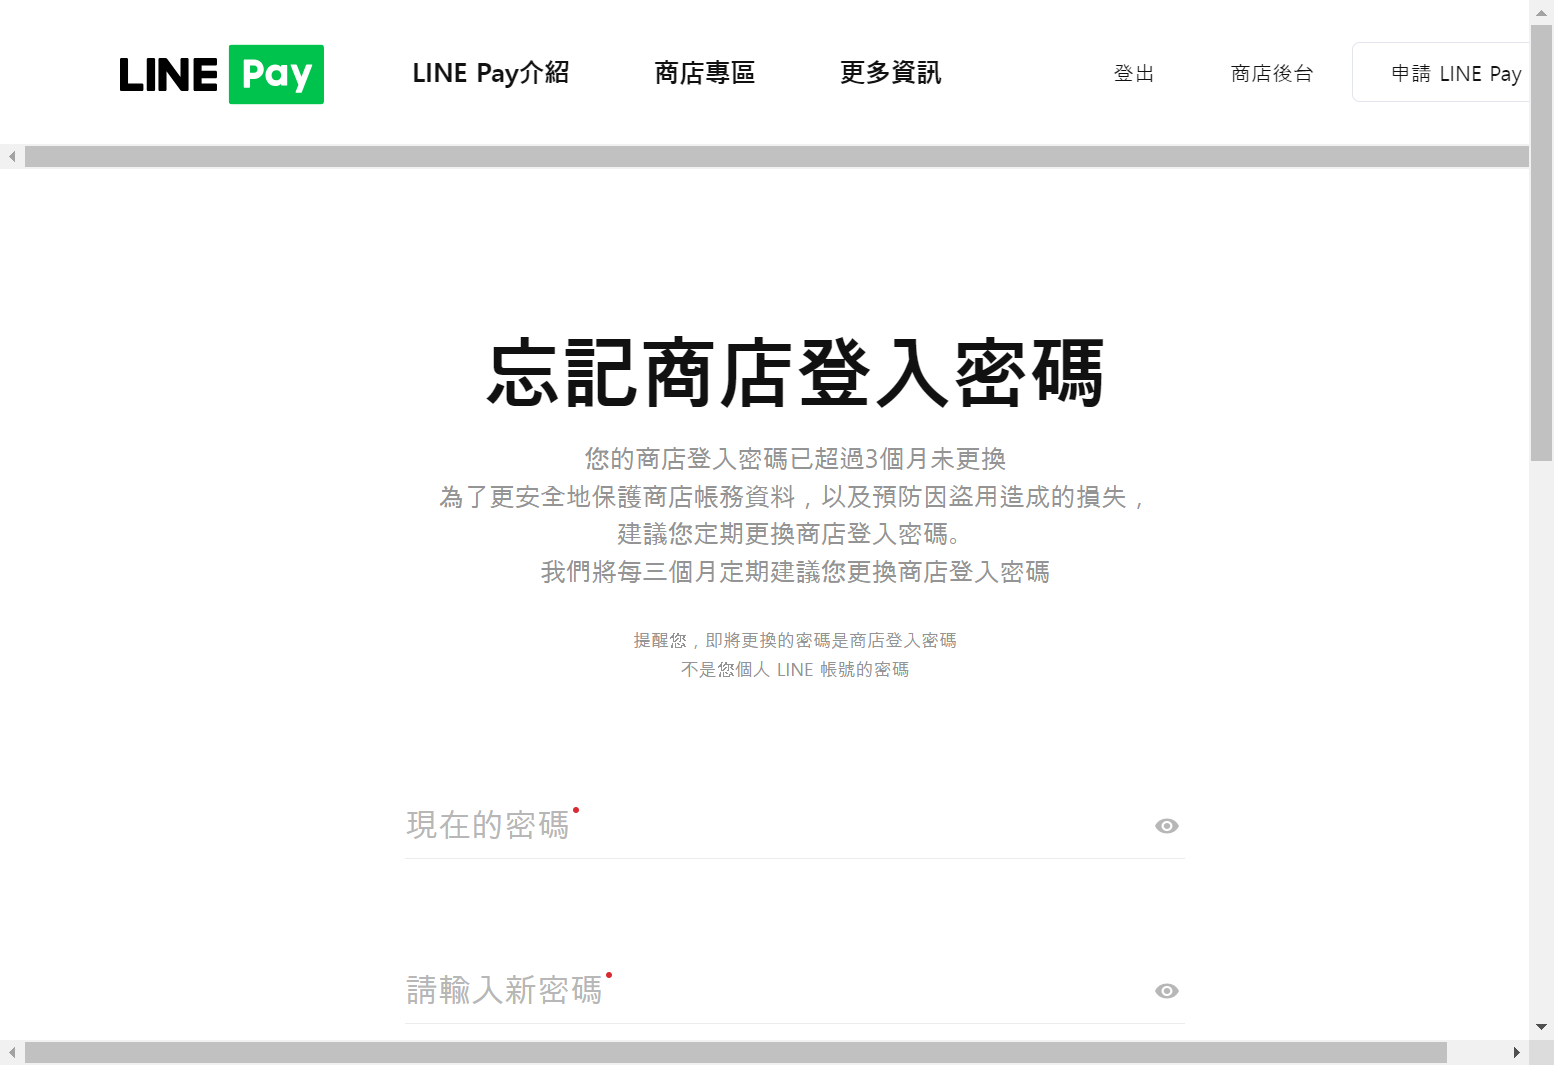 LINE Pay
LINE Pay介紹
商店專區
更多資訊
登出
商店後台
申請 LINE Pay
忘記商店登入密碼
您的商店登入密碼已超過3個月未更換
為了更安全地保護商店帳務資料，以及預防因盜用造成的損失，
建議您定期更換商店登入密碼。
我們將每三個月定期建議您更換商店登入密碼
提醒您，即將更換的密碼是商店登入密碼
不是您個人 LINE 帳號的密碼
現在的密碼
請輸入新密碼